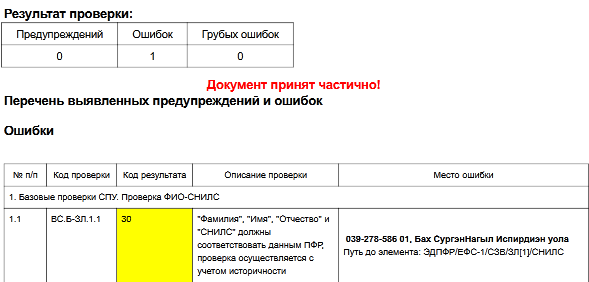 Результат проверки:
Предупреждений Ошибок Грубых ошибок
0 1 0
Документ принят частично!
Перечень выявленных предупреждений и ошибок
Ошибки
№ п/п Код проверки Код результата Описание проверки Место ошибки
1. Базовые проверки СПУ. Проверка ФИО-СНИЛС
1.1 ВС.Б-ЗЛ.1.1 30 "Фамилия", "Имя", "Отчество" и
"СНИЛС" должны
соответствовать данным ПФР,
проверка осуществляется с
учетом историчности
039-278-586 01, Бах СургэнНагыл Испирдиэн уола
Путь до элемента: ЭДПФР/ЕФС-1/СЗВ/ЗЛ[1]/СНИЛС